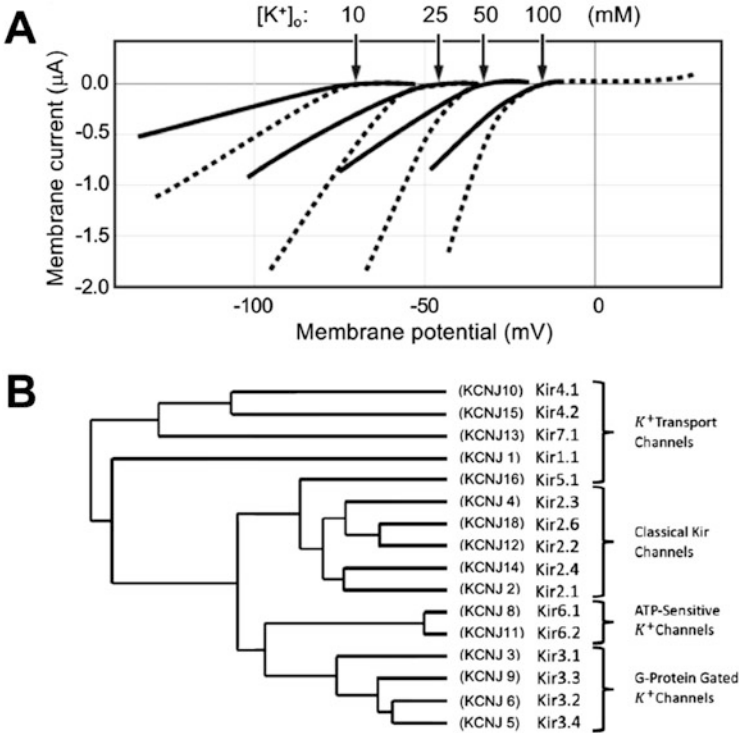 A
[K⁺]ₒ: 10 25 50 100 (mM)
Membrane current (μA)
0.0
-0.5
-1.0
-1.5
-2.0
-100 -50 0
Membrane potential (mV)
B
(KCNJ10) Kir4.1
(KCNJ15) Kir4.2
(KCNJ13) Kir7.1
(KCNJ 1) Kir1.1
(KCNJ16) Kir5.1
K⁺Transport
Channels
(KCNJ 4) Kir2.3
(KCNJ18) Kir2.6
(KCNJ12) Kir2.2
(KCNJ14) Kir2.4
(KCNJ 2) Kir2.1
Classical Kir
Channels
(KCNJ 8) Kir6.1
(KCNJ11) Kir6.2
ATP-Sensitive
K⁺Channels
(KCNJ 3) Kir3.1
(KCNJ 9) Kir3.3
(KCNJ 6) Kir3.2
(KCNJ 5) Kir3.4
G-Protein Gated
K⁺Channels